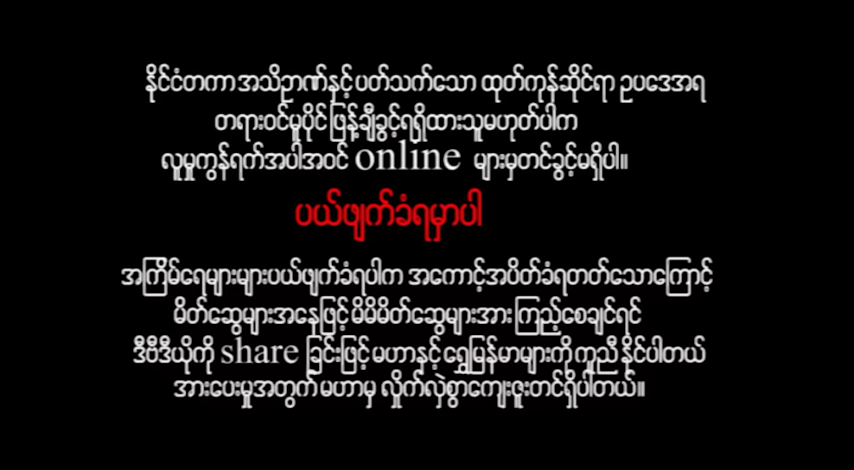 နိုင်ငံတကာ အသိဉာဏ်နှင့် ပတ်သက်သော ထုတ်ကုန်ဆိုင်ရာ ဥပဒေအရ
တရားဝင်မူပိုင် ဖြန့်ချီခွင့်ရရှိထားသူမဟုတ်ပါက
လူမှုကွန်ရက်အပါအဝင် online များမှတင်ခွင့်မရှိပါ။
ပယ်ဖျက်ခံရမှာပါ
အကြိမ်ရေများများပယ်ဖျက်ခံရပါက အကောင့်အပိတ်ခံရတတ်သောကြောင့်
မိတ်ဆွေများအနေဖြင့် မိမိမိတ်ဆွေများအား ကြည့်စေချင်ရင်
ဒီဗီဒီယိုကို share ခြင်းဖြင့် မဟာနှင့် ရွှေမြန်မာများကို ကူညီ နိုင်ပါတယ်
အားပေးမှုအတွက် မဟာမှ လှိုက်လှဲစွာကျေးဇူးတင်ရှိပါတယ်။